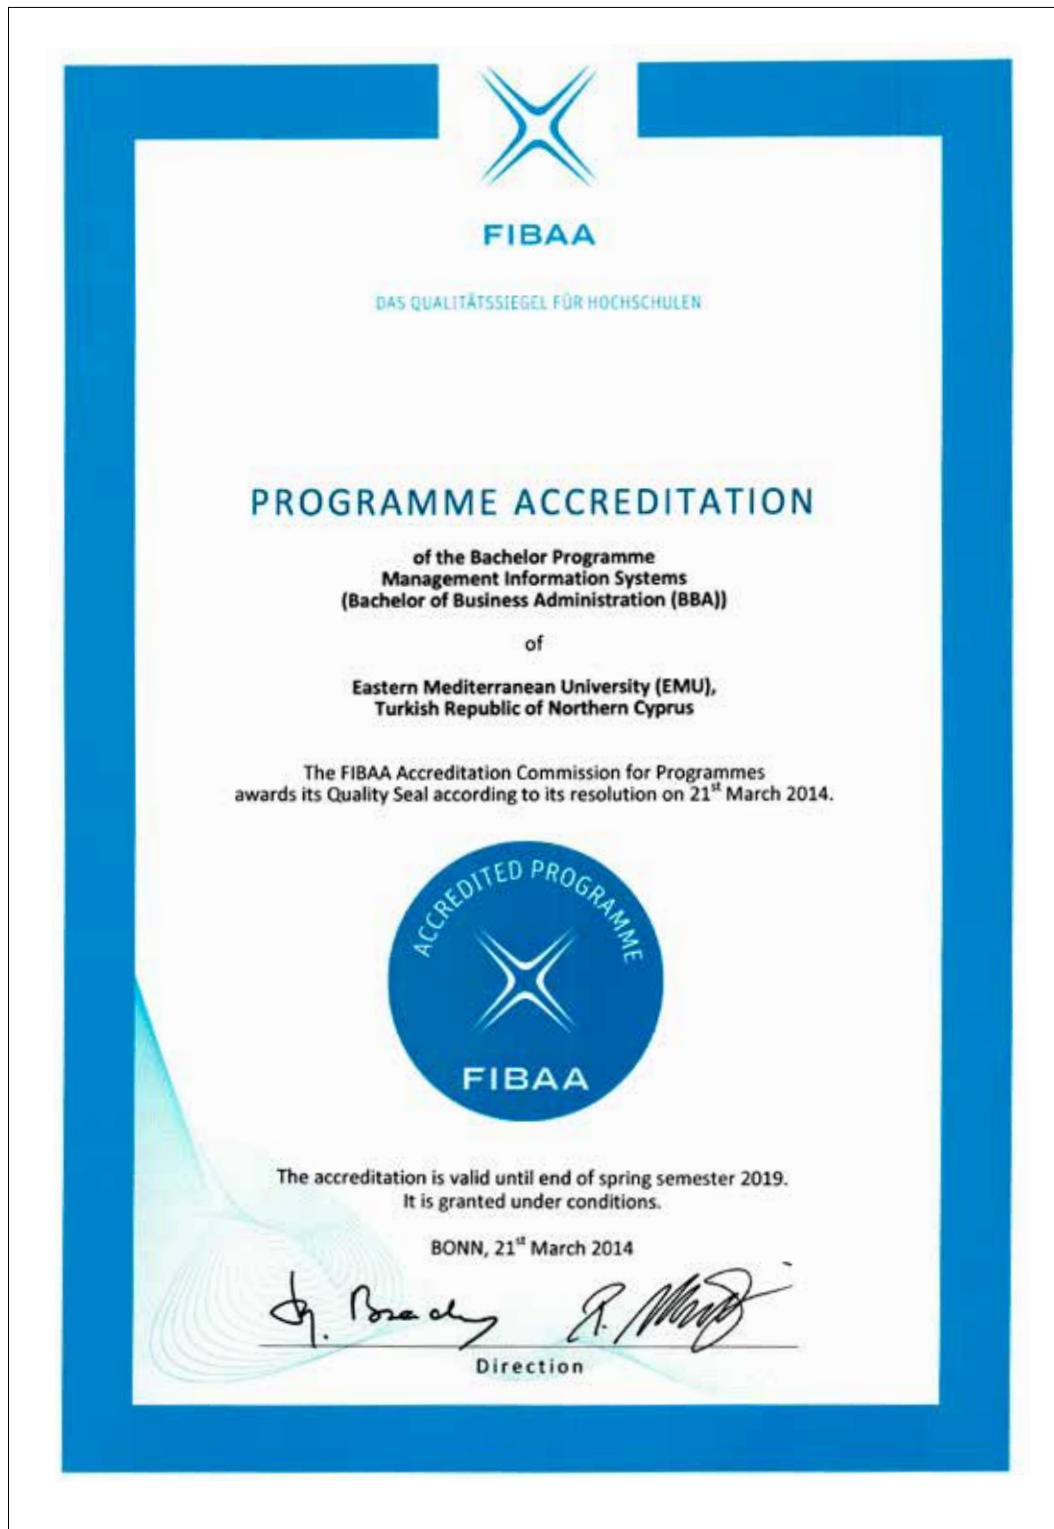 FIBAA
DAS QUALITÄTSSIEGEL FÜR HOCHSCHULEN
PROGRAMME ACCREDITATION
of the Bachelor Programme
Management Information Systems
(Bachelor of Business Administration (BBA))
of
Eastern Mediterranean University (EMU),
Turkish Republic of Northern Cyprus
The FIBAA Accreditation Commission for Programmes
awards its Quality Seal according to its resolution on 21st March 2014.
ACCREDITED PROGRAMME
FIBAA
The accreditation is valid until end of spring semester 2019.
It is granted under conditions.
BONN, 21st March 2014
Direction